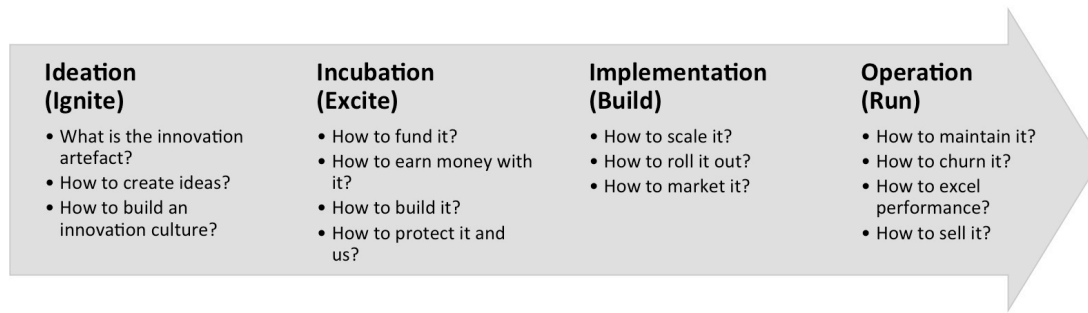 Ideation
(Ignite)
• What is the innovation
artefact?
• How to create ideas?
• How to build an
innovation culture?
Incubation
(Excite)
• How to fund it?
• How to earn money with
it?
• How to build it?
• How to protect it and
us?
Implementation
(Build)
• How to scale it?
• How to roll it out?
• How to market it?
Operation
(Run)
• How to maintain it?
• How to churn it?
• How to excel
performance?
• How to sell it?